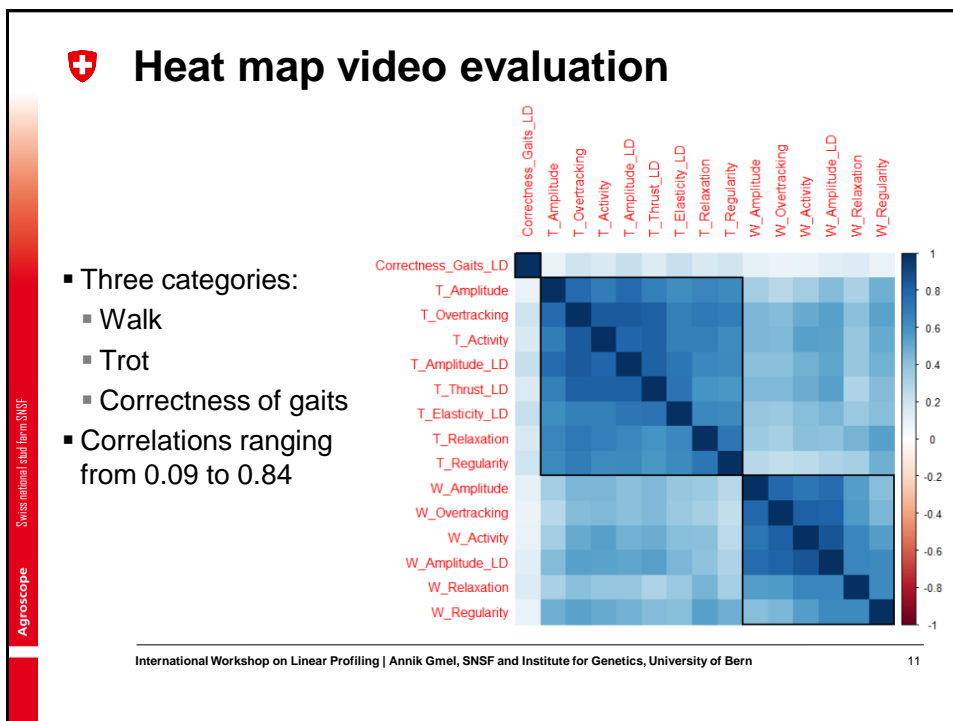 Heat map video evaluation
▪ Three categories:
▪ Walk
▪ Trot
▪ Correctness of gaits
▪ Correlations ranging
from 0.09 to 0.84
Correctness_Gaits_LD
T_Amplitude
T_Overtracking
T_Activity
T_Amplitude_LD
T_Thrust_LD
T_Elasticity_LD
T_Relaxation
T_Regularity
W_Amplitude
W_Overtracking
W_Activity
W_Amplitude_LD
W_Relaxation
W_Regularity
Correctness_Gaits_LD
T_Amplitude
T_Overtracking
T_Activity
T_Amplitude_LD
T_Thrust_LD
T_Elasticity_LD
T_Relaxation
T_Regularity
W_Amplitude
W_Overtracking
W_Activity
W_Amplitude_LD
W_Relaxation
W_Regularity
1
0.8
0.6
0.4
0.2
0
-0.2
-0.4
-0.6
-0.8
-1
Agroscope Swiss national stud farm SNSF
International Workshop on Linear Profiling | Annik Gmel, SNSF and Institute for Genetics, University of Bern
11